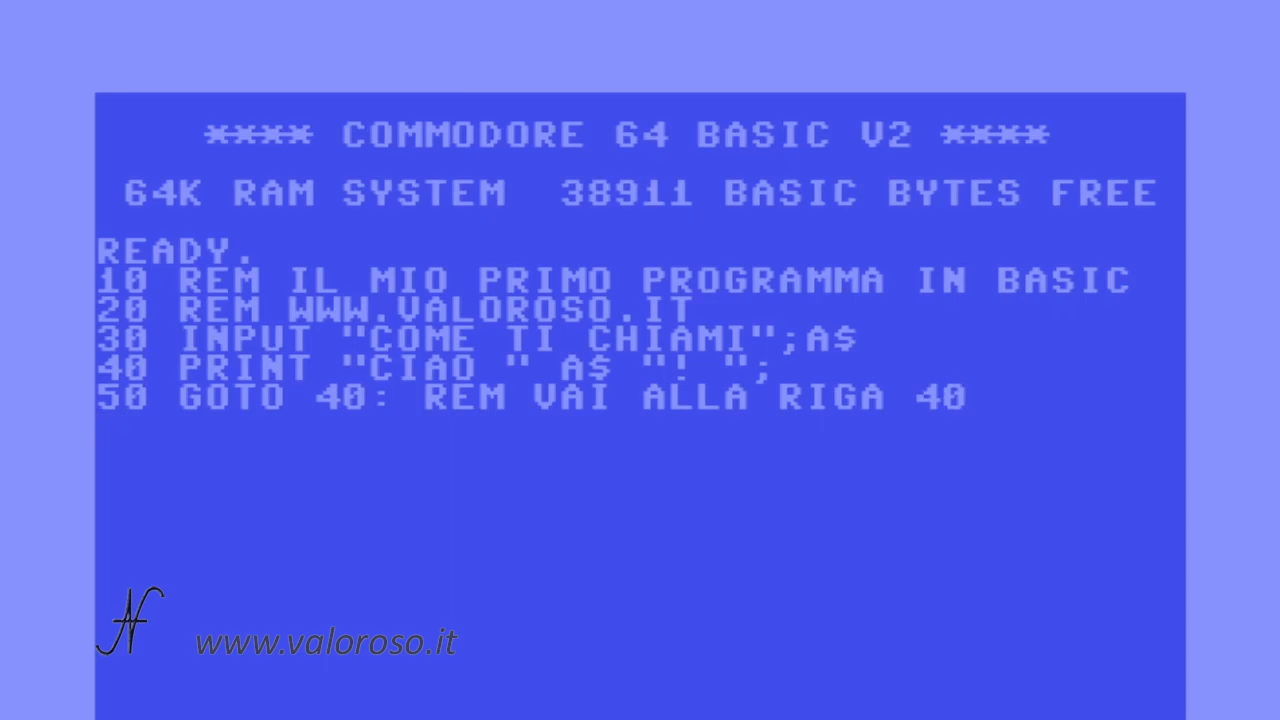 **** COMMODORE 64 BASIC V2 ****
64K RAM SYSTEM  38911 BASIC BYTES FREE
READY.
10 REM IL MIO PRIMO PROGRAMMA IN BASIC
20 REM WWW.VALOROSO.IT
30 INPUT "COME TI CHIAMI";A$
40 PRINT "CIAO " A$ "! ";
50 GOTO 40: REM VAI ALLA RIGA 40
www.valoroso.it